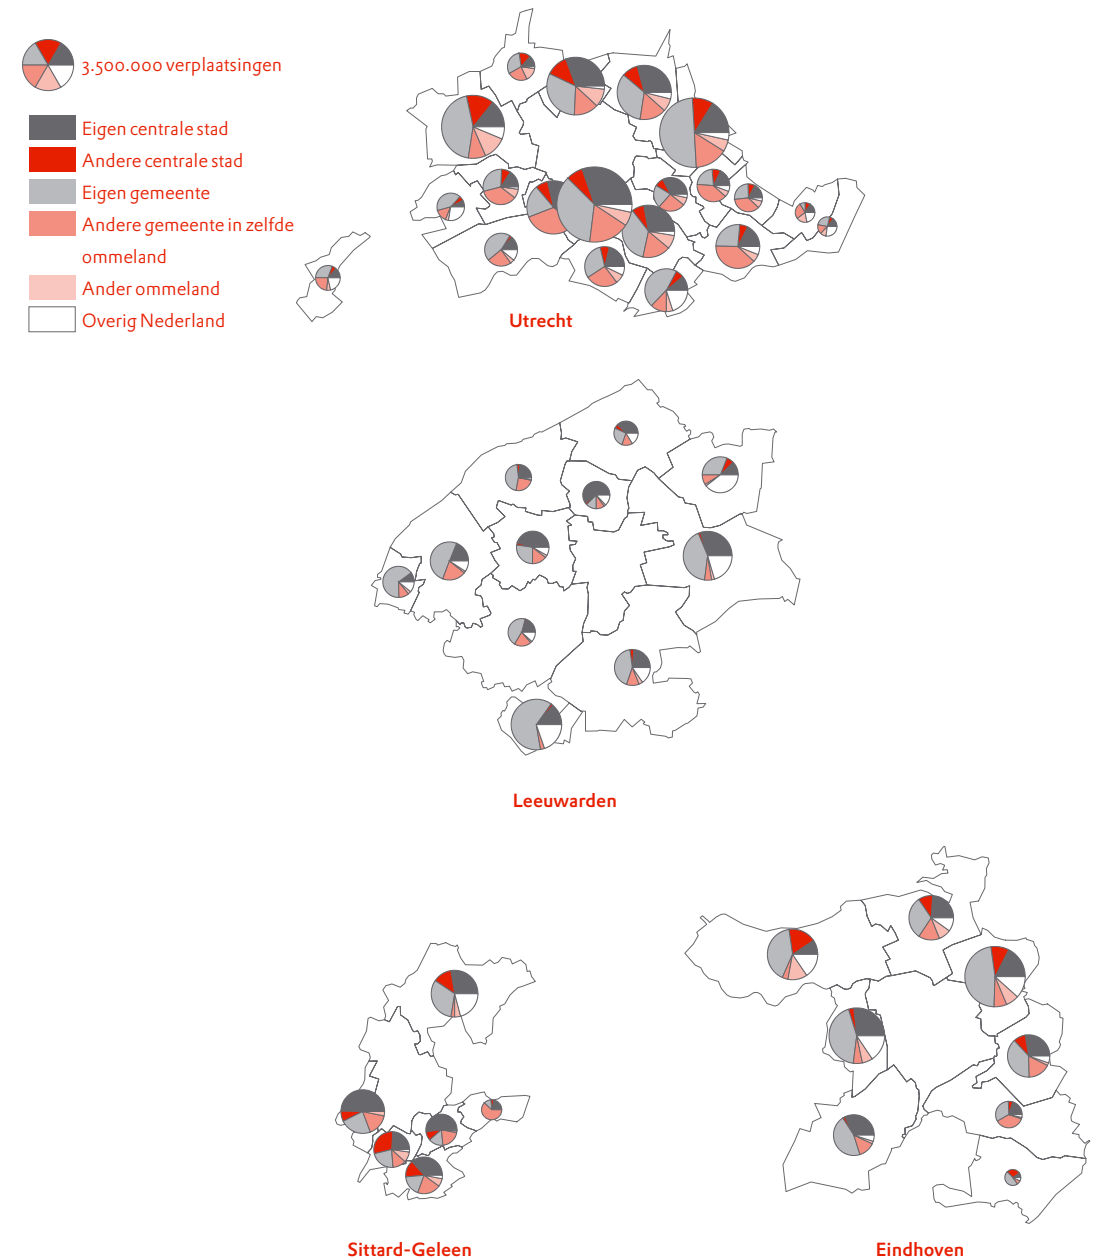 3.500.000 verplaatsingen
Eigen centrale stad
Andere centrale stad
Eigen gemeente
Andere gemeente in zelfde
ommeland
Ander ommeland
Overig Nederland
Utrecht
Leeuwarden
Sittard-Geleen
Eindhoven